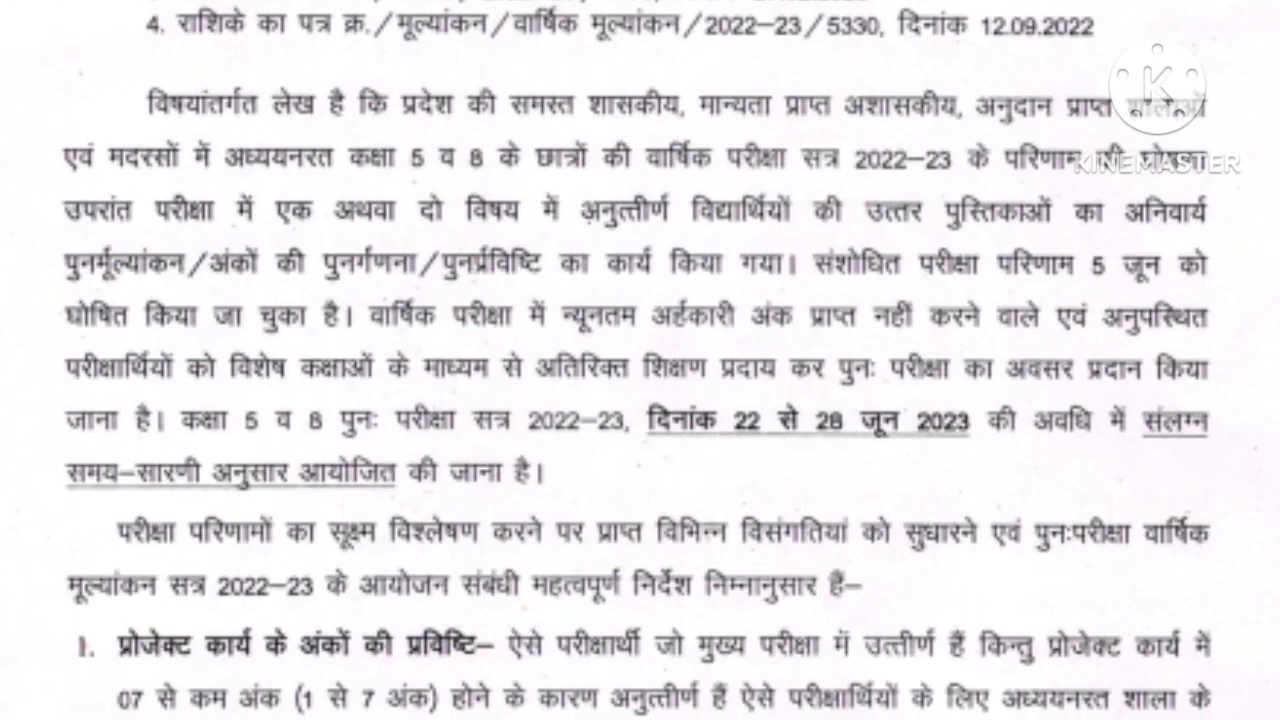 4. राशिके का पत्र क्र./मूल्यांकन/वार्षिक मूल्यांकन/2022–23/5330, दिनांक 12.09.2022
विषयांतर्गत लेख है कि प्रदेश की समस्त शासकीय, मान्यता प्राप्त अशासकीय, अनुदान प्राप्त शालाओं
एवं मदरसों में अध्ययनरत कक्षा 5 व 8 के छात्रों की वार्षिक परीक्षा सत्र 2022–23 के परिणाम की घोषणा
उपरांत परीक्षा में एक अथवा दो विषय में अनुत्तीर्ण विद्यार्थियों की उत्तर पुस्तिकाओं का अनिवार्य
पुनर्मूल्यांकन/अंकों की पुनर्गणना/पुनर्प्रविष्टि का कार्य किया गया। संशोधित परीक्षा परिणाम 5 जून को
घोषित किया जा चुका है। वार्षिक परीक्षा में न्यूनतम अर्हकारी अंक प्राप्त नहीं करने वाले एवं अनुपस्थित
परीक्षार्थियों को विशेष कक्षाओं के माध्यम से अतिरिक्त शिक्षण प्रदाय कर पुनः परीक्षा का अवसर प्रदान किया
जाना है। कक्षा 5 व 8 पुनः परीक्षा सत्र 2022–23, दिनांक 22 से 28 जून 2023 की अवधि में संलग्न
समय–सारणी अनुसार आयोजित की जाना है।
परीक्षा परिणामों का सूक्ष्म विश्लेषण करने पर प्राप्त विभिन्न विसंगतियां को सुधारने एवं पुनःपरीक्षा वार्षिक
मूल्यांकन सत्र 2022–23 के आयोजन संबंधी महत्वपूर्ण निर्देश निम्नानुसार हैं–
1. प्रोजेक्ट कार्य के अंकों की प्रविष्टि– ऐसे परीक्षार्थी जो मुख्य परीक्षा में उत्तीर्ण हैं किन्तु प्रोजेक्ट कार्य में
07 से कम अंक (1 से 7 अंक) होने के कारण अनुत्तीर्ण हैं ऐसे परीक्षार्थियों के लिए अध्ययनरत शाला के
K
KINEMASTER